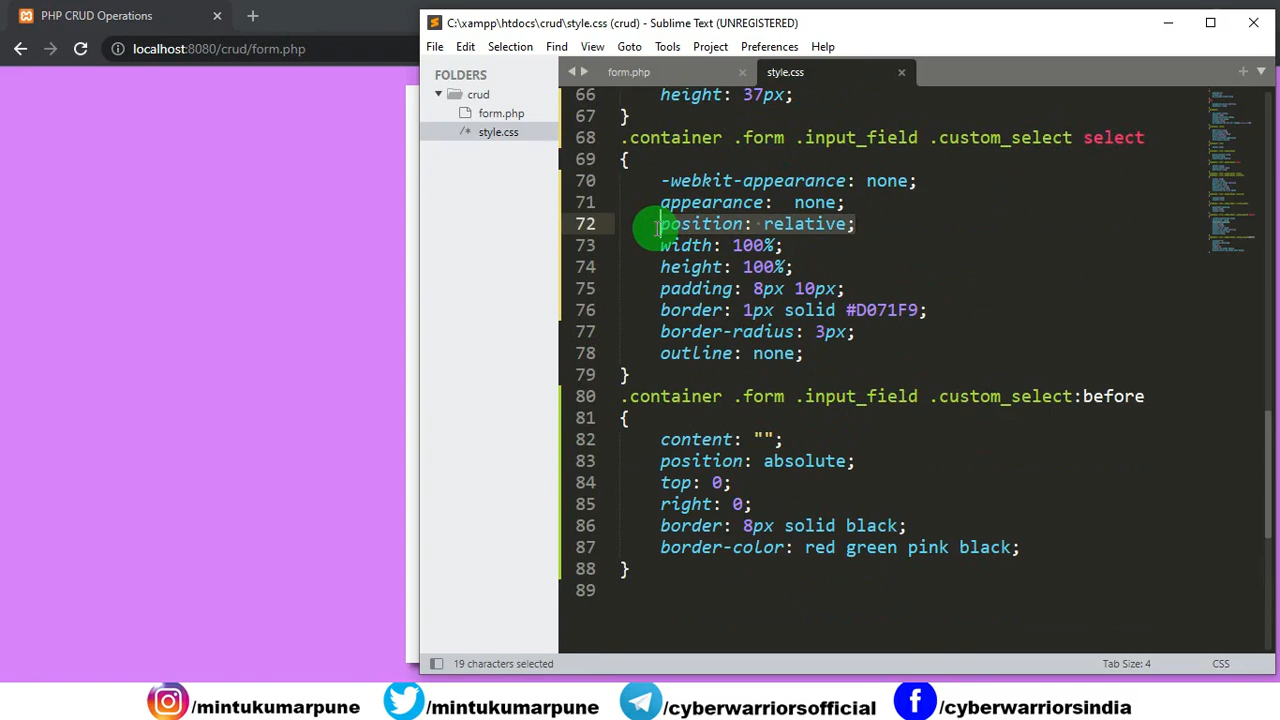 PHP CRUD Operations
localhost:8080/crud/form.php
C:\xampp\htdocs\crud\style.css (crud) - Sublime Text (UNREGISTERED)
File Edit Selection Find View Goto Tools Project Preferences Help
FOLDERS
crud
form.php
/* style.css
form.php
style.css
66 height: 37px;
67 }
68 .container .form .input_field .custom_select select
69 {
70 -webkit-appearance: none;
71 appearance:  none;
72 position: relative;
73 width: 100%;
74 height: 100%;
75 padding: 8px 10px;
76 border: 1px solid #D071F9;
77 border-radius: 3px;
78 outline: none;
79 }
80 .container .form .input_field .custom_select:before
81 {
82 content: "";
83 position: absolute;
84 top: 0;
85 right: 0;
86 border: 8px solid black;
87 border-color: red green pink black;
88 }
89
19 characters selected
Tab Size: 4
CSS
/mintukumarpune /mintukumarpune /cyberwarriorsofficial /cyberwarriorsindia